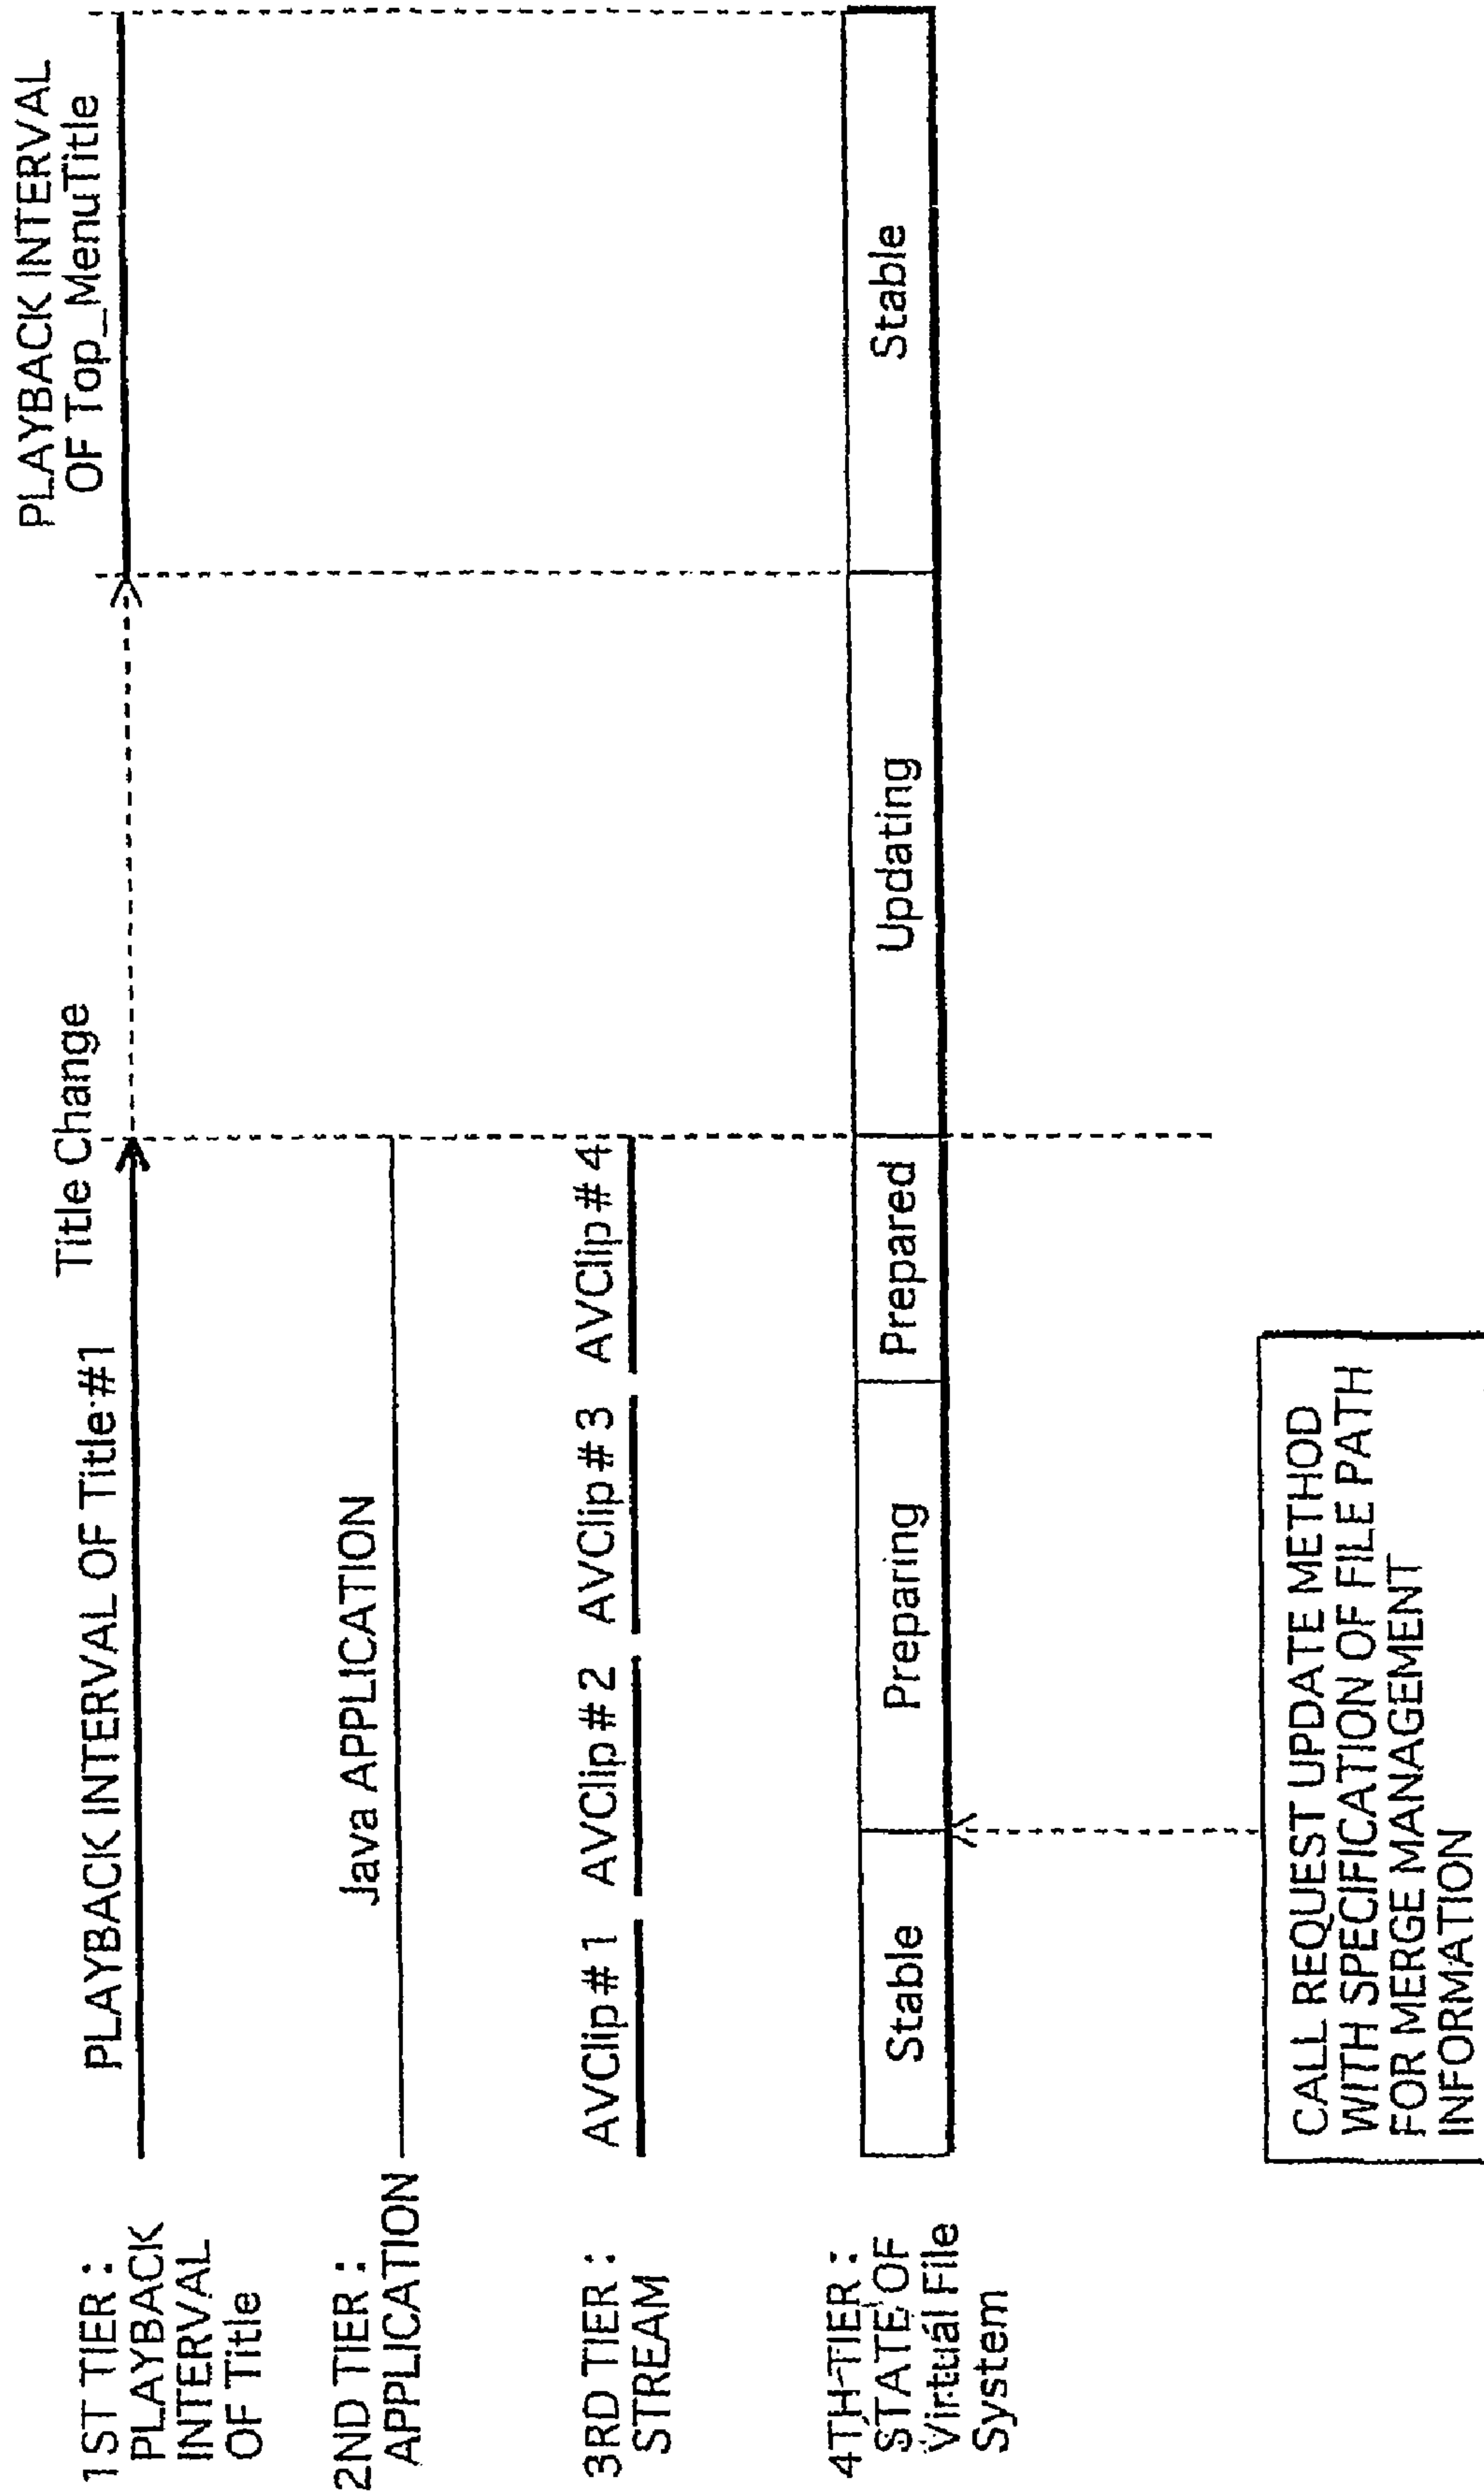 1ST TIER :
PLAYBACK
INTERVAL
OF Title
PLAYBACK INTERVAL OF Title #1
Title Change
PLAYBACK INTERVAL
OF Top_MenuTitle
2ND TIER :
APPLICATION
Java APPLICATION
3RD TIER :
STREAM
AVClip#1 AVClip#2 AVClip#3 AVClip#4
4TH TIER :
STATE OF
Virtual File
System
Stable Preparing Prepared Updating Stable
CALL REQUEST UPDATE METHOD
WITH SPECIFICATION OF FILE PATH
FOR MERGE MANAGEMENT
INFORMATION